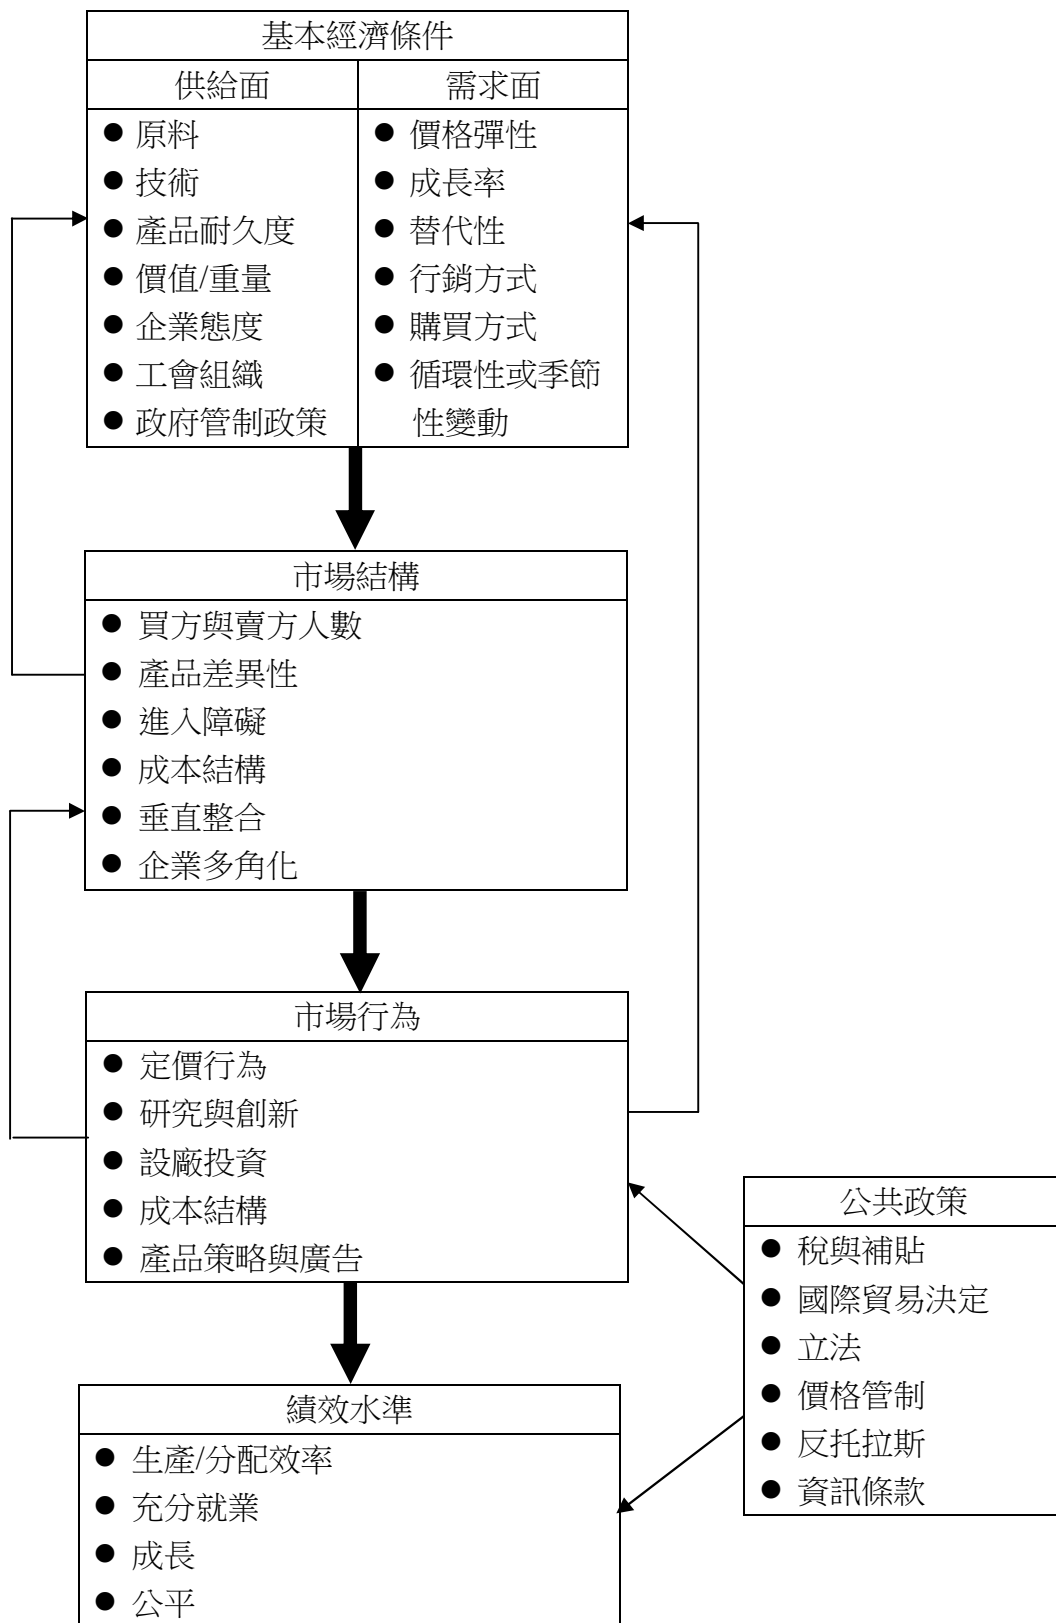 基本經濟條件
供給面
● 原料
● 技術
● 產品耐久度
● 價值/重量
● 企業態度
● 工會組織
● 政府管制政策
需求面
● 價格彈性
● 成長率
● 替代性
● 行銷方式
● 購買方式
● 循環性或季節
性變動
市場結構
● 買方與賣方人數
● 產品差異性
● 進入障礙
● 成本結構
● 垂直整合
● 企業多角化
市場行為
● 定價行為
● 研究與創新
● 設廠投資
● 成本結構
● 產品策略與廣告
公共政策
● 稅與補貼
● 國際貿易決定
● 立法
● 價格管制
● 反托拉斯
● 資訊條款
績效水準
● 生產/分配效率
● 充分就業
● 成長
● 公平